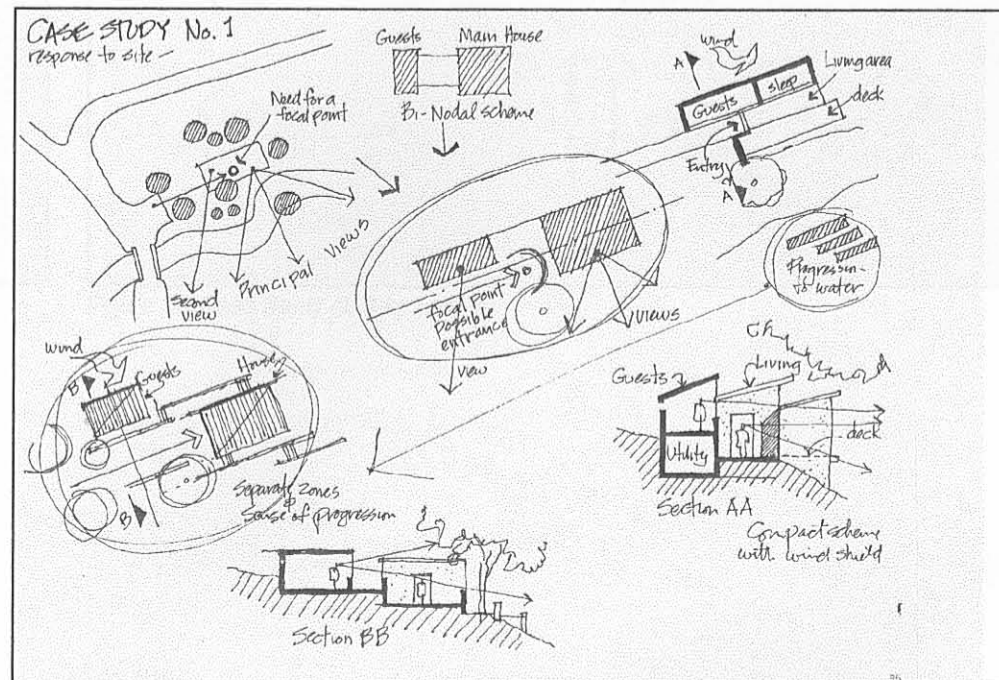 CASE STUDY No. 1
response to site -
Need for a
focal point
Second
view
Principal Views
Guests
Main House
Bi-Nodal scheme
A
wind
Guests
sleep
Living area
deck
Entry
A
focal point
possible
entrance
view
views
Progression
to water
wind
B
Guests
House
B
Separate zones
&
Sense of progression
Guests
Living
Utility
deck
Section AA
Compact scheme
with wind shield
Section BB